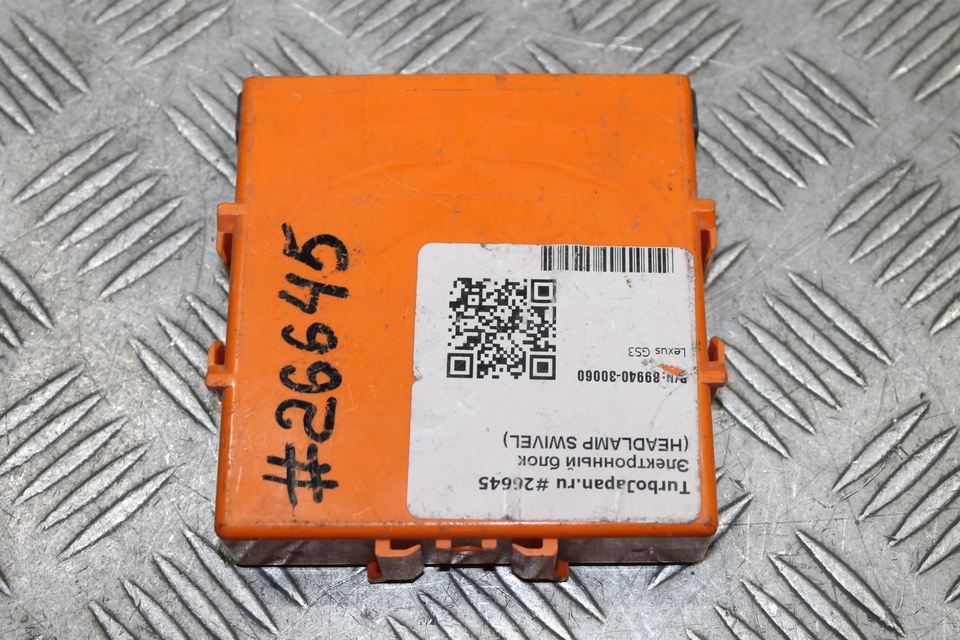 #26645
TurboJapan.ru #26645
Электронный блок
(HEADLAMP SWIVEL)
P/N: 89940-30060
Lexus GS3